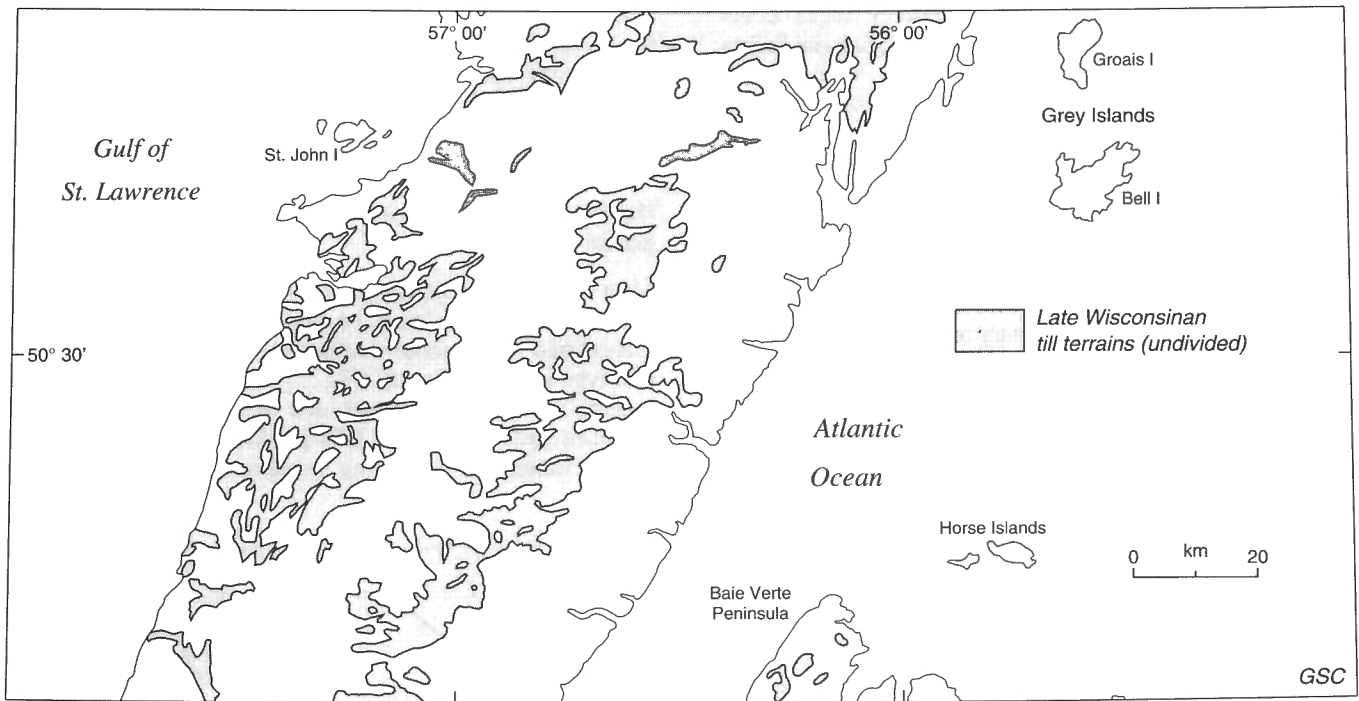 57° 00'
56° 00'
Groais I
Grey Islands
Gulf of
St. Lawrence
St. John I
Bell I
Late Wisconsinan
till terrains (undivided)
50° 30'
Atlantic
Ocean
Horse Islands
0 km 20
Baie Verte
Peninsula
GSC